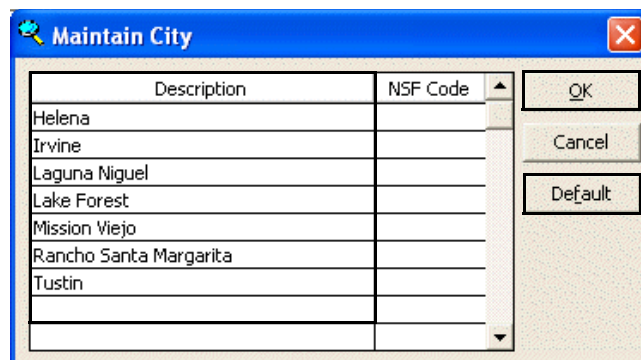 Maintain City
Description NSF Code
Helena
Irvine
Laguna Niguel
Lake Forest
Mission Viejo
Rancho Santa Margarita
Tustin
OK
Cancel
Default